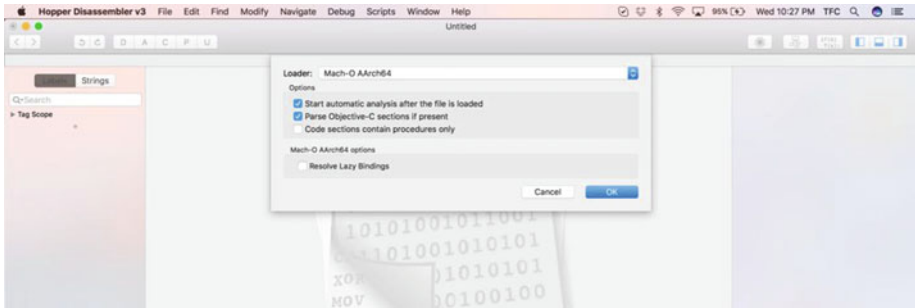 Hopper Disassembler v3 File Edit Find Modify Navigate Debug Scripts Window Help 95% Wed 10:27 PM TFC
Untitled
D A C P U
Loader: Mach-O AArch64
Options
Strings
Start automatic analysis after the file is loaded
Search
Parse Objective-C sections if present
Tag Scope
Code sections contain procedures only
Mach-O AArch64 options
Resolve Lazy Bindings
Cancel OK
10101001011001
1101001010101
XOR 01010101
MOV 00100100